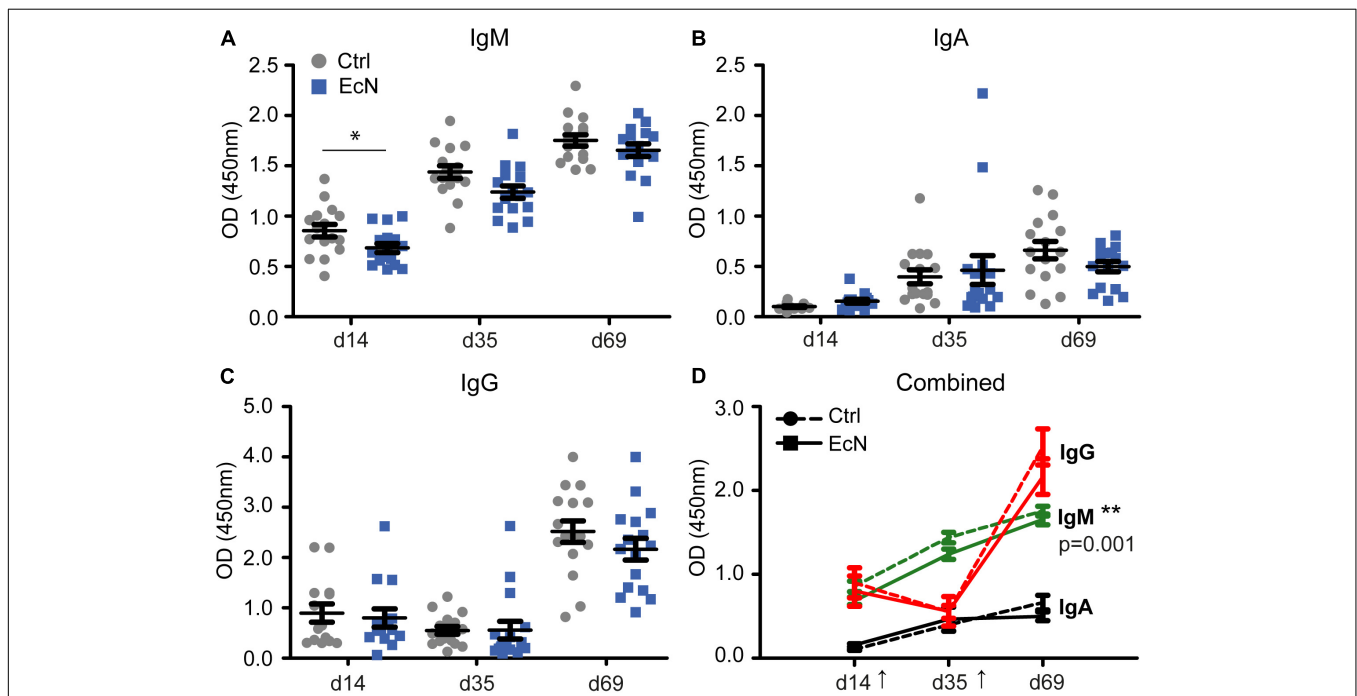 A
IgM
Ctrl
EcN
*
OD (450nm)
2.5
2.0
1.5
1.0
0.5
0.0
d14
d35
d69
B
IgA
OD (450nm)
2.5
2.0
1.5
1.0
0.5
0.0
d14
d35
d69
C
IgG
OD (450nm)
5.0
4.0
3.0
2.0
1.0
0.0
d14
d35
d69
D
Combined
Ctrl
EcN
OD (450nm)
3.0
2.0
1.0
0.0
IgG
IgM **
p=0.001
IgA
d14 ↑ d35 ↑ d69